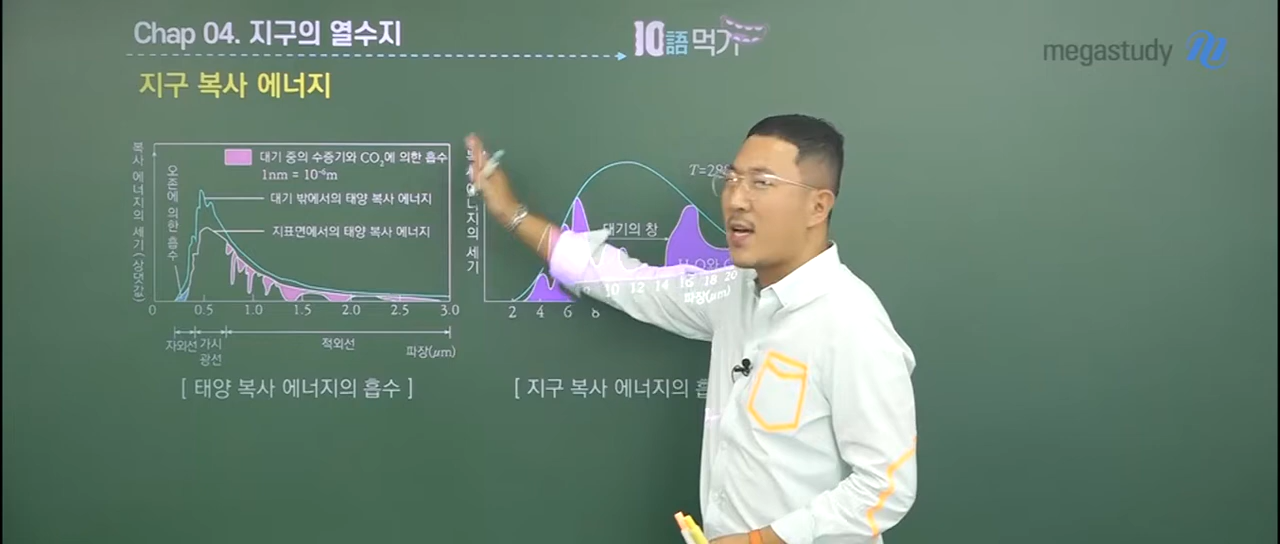 Chap 04. 지구의 열수지
10語 먹기
megastudy
지구 복사 에너지
복사 에너지의 세기(상댓값)
오존에 의한 흡수
대기 중의 수증기와 CO₂에 의한 흡수
1nm = 10⁻⁹m
대기 밖에서의 태양 복사 에너지
지표면에서의 태양 복사 에너지
0 0.5 1.0 1.5 2.0 2.5 3.0
자외선 가시광선 적외선
파장(μm)
[ 태양 복사 에너지의 흡수 ]
에너지의 세기
대기의 창
2 4 6 8 10 12 14 16 18 20
파장(μm)
[ 지구 복사 에너지의